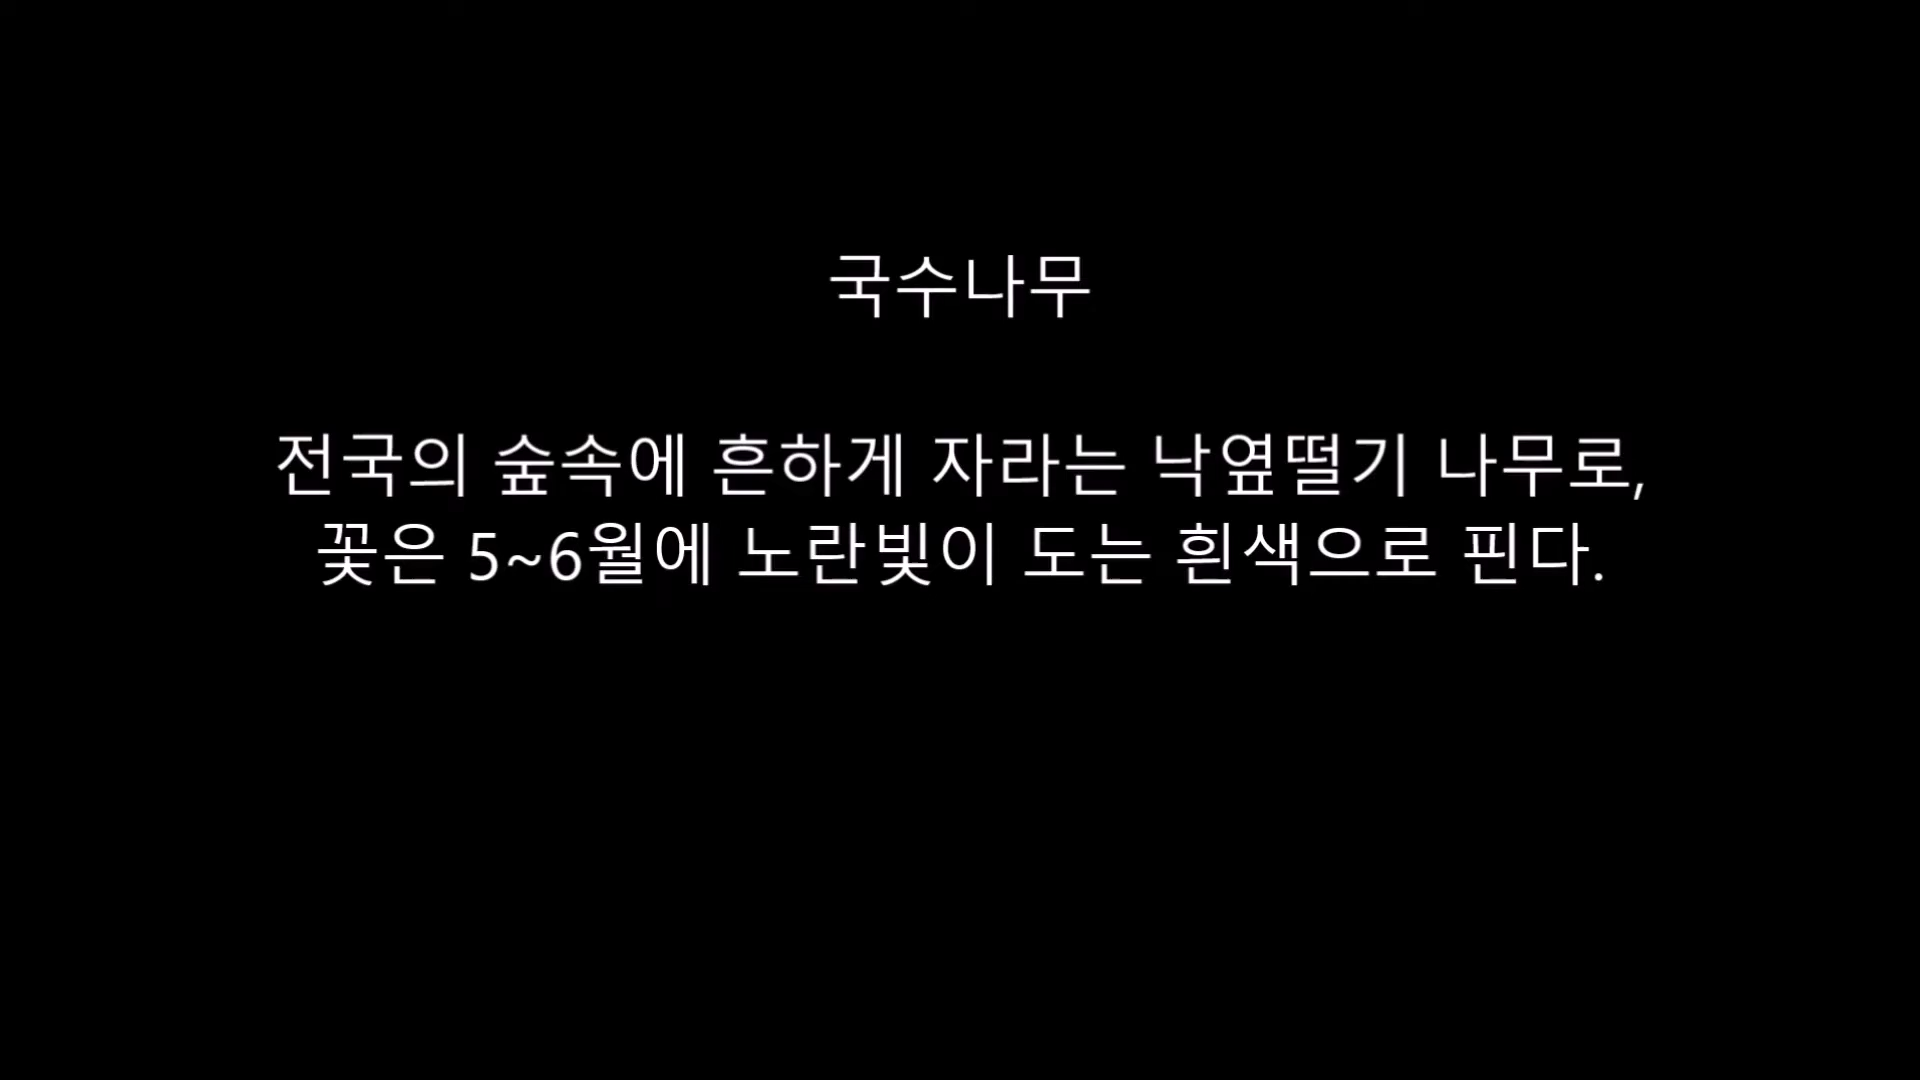 국수나무
전국의 숲속에 흔하게 자라는 낙옆떨기 나무로,
꽃은 5~6월에 노란빛이 도는 흰색으로 핀다.